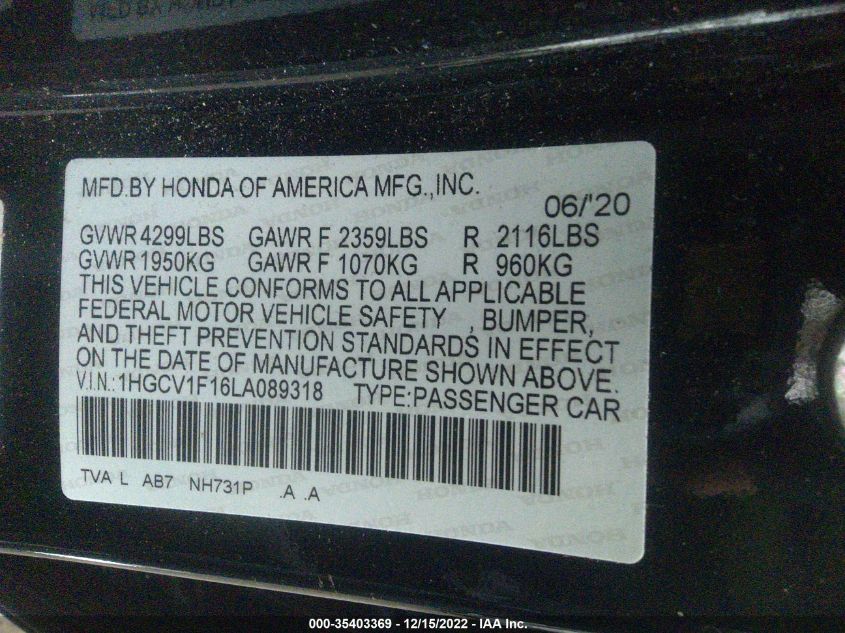 MFD.BY HONDA OF AMERICA MFG.,INC.
06/'20
GVWR 4299LBS GAWR F 2359LBS R 2116LBS
GVWR 1950KG GAWR F 1070KG R 960KG
THIS VEHICLE CONFORMS TO ALL APPLICABLE
FEDERAL MOTOR VEHICLE SAFETY , BUMPER,
AND THEFT PREVENTION STANDARDS IN EFFECT
ON THE DATE OF MANUFACTURE SHOWN ABOVE.
V.I.N.:1HGCV1F16LA089318 TYPE:PASSENGER CAR
TVA L AB7 NH731P .A .A
000-35403369 - 12/15/2022 - IAA Inc.